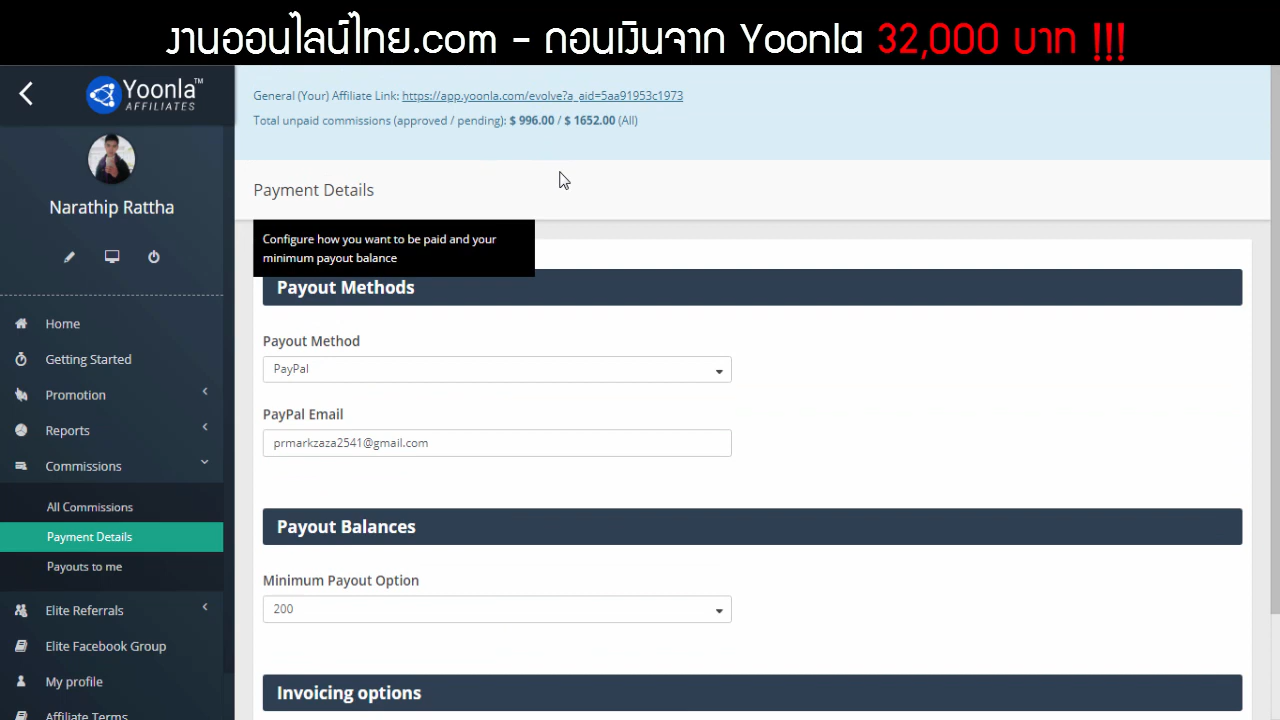 งานออนไลน์ไทย.com - ถอนเงินจาก Yoonla 32,000 บาท !!!
Yoonla™
AFFILIATES
Narathip Rattha
Home
Getting Started
Promotion
Reports
Commissions
All Commissions
Payment Details
Payouts to me
Elite Referrals
Elite Facebook Group
My profile
Affiliate Terms
General (Your) Affiliate Link: https://app.yoonla.com/evolve?a_aid=5aa91953c1973
Total unpaid commissions (approved / pending): $ 996.00 / $ 1652.00 (All)
Payment Details
Configure how you want to be paid and your
minimum payout balance
Payout Methods
Payout Method
PayPal
PayPal Email
prmarkzaza2541@gmail.com
Payout Balances
Minimum Payout Option
200
Invoicing options